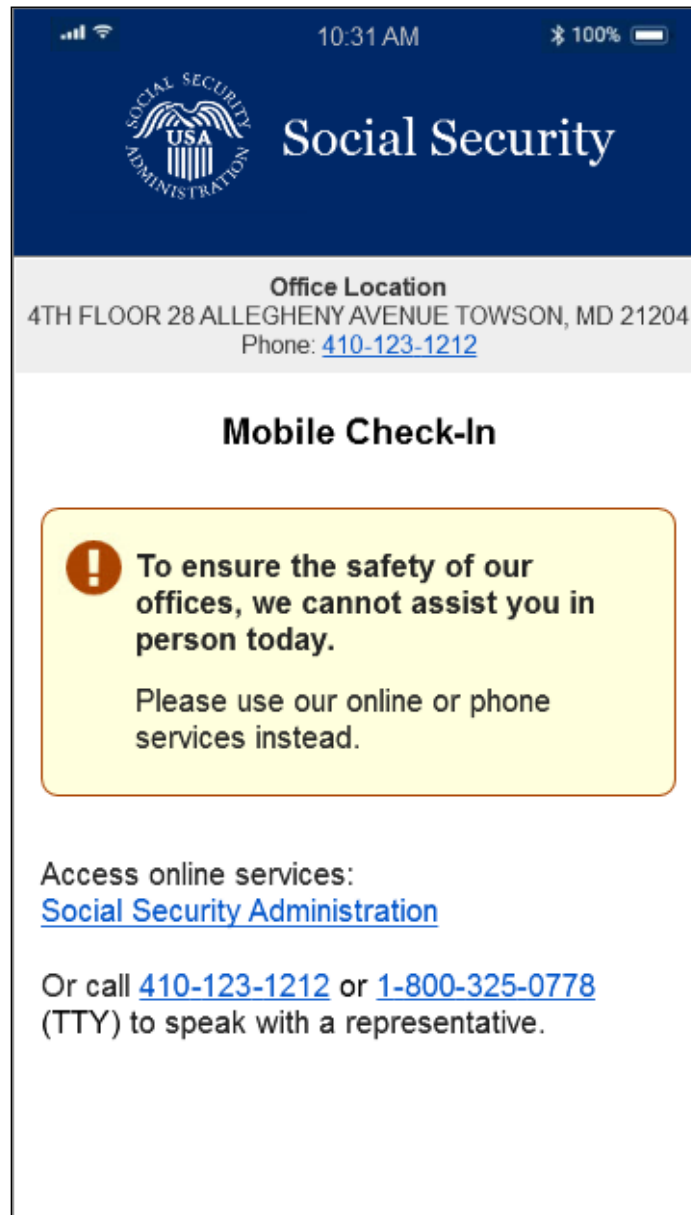 10:31 AM
100%
SOCIAL SECURITY
USA
ADMINISTRATION
Social Security
Office Location
4TH FLOOR 28 ALLEGHENY AVENUE TOWSON, MD 21204
Phone: 410-123-1212
Mobile Check-In
To ensure the safety of our
offices, we cannot assist you in
person today.
Please use our online or phone
services instead.
Access online services:
Social Security Administration
Or call 410-123-1212 or 1-800-325-0778
(TTY) to speak with a representative.